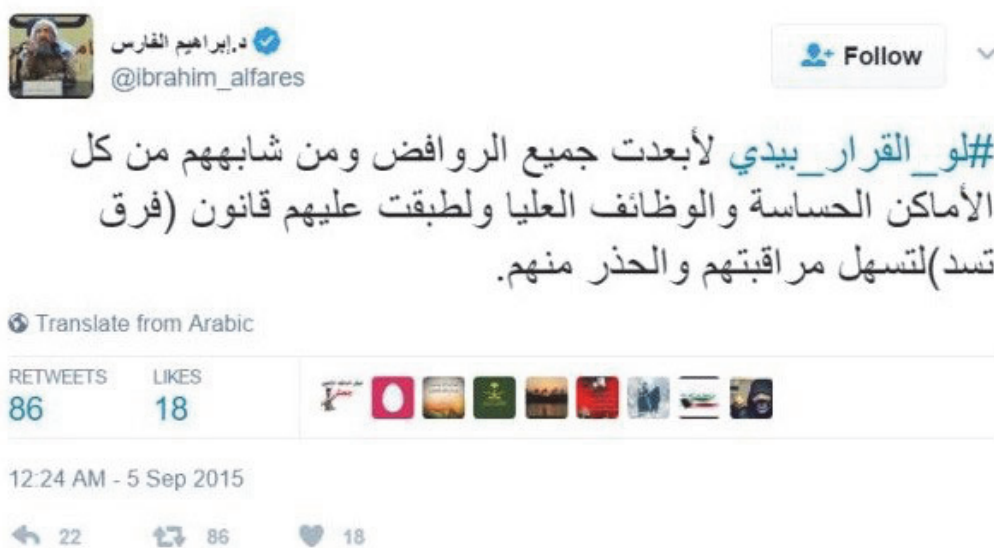 د.إبراهيم الفارس
@ibrahim_alfares
Follow
#لو_القرار_بيدي لأبعدت جميع الروافض ومن شابههم من كل
الأماكن الحساسة والوظائف العليا ولطبقت عليهم قانون (فرق
تسد)لتسهل مراقبتهم والحذر منهم.
Translate from Arabic
RETWEETS LIKES
86 18
12:24 AM - 5 Sep 2015
22 86 18